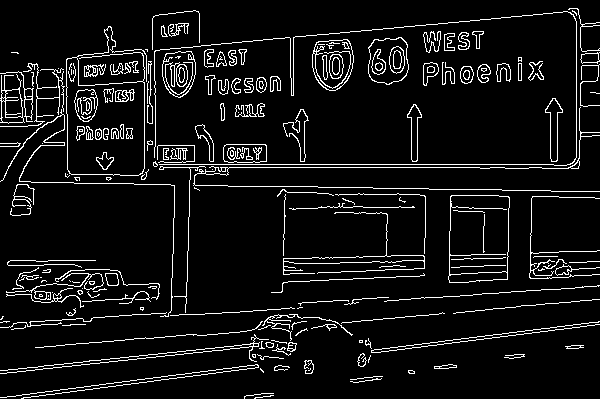 LEFT
HOV LANE
10 WEST
Phoenix
10 EAST
Tucson
1 MILE
EXIT ONLY
10 60 WEST
Phoenix